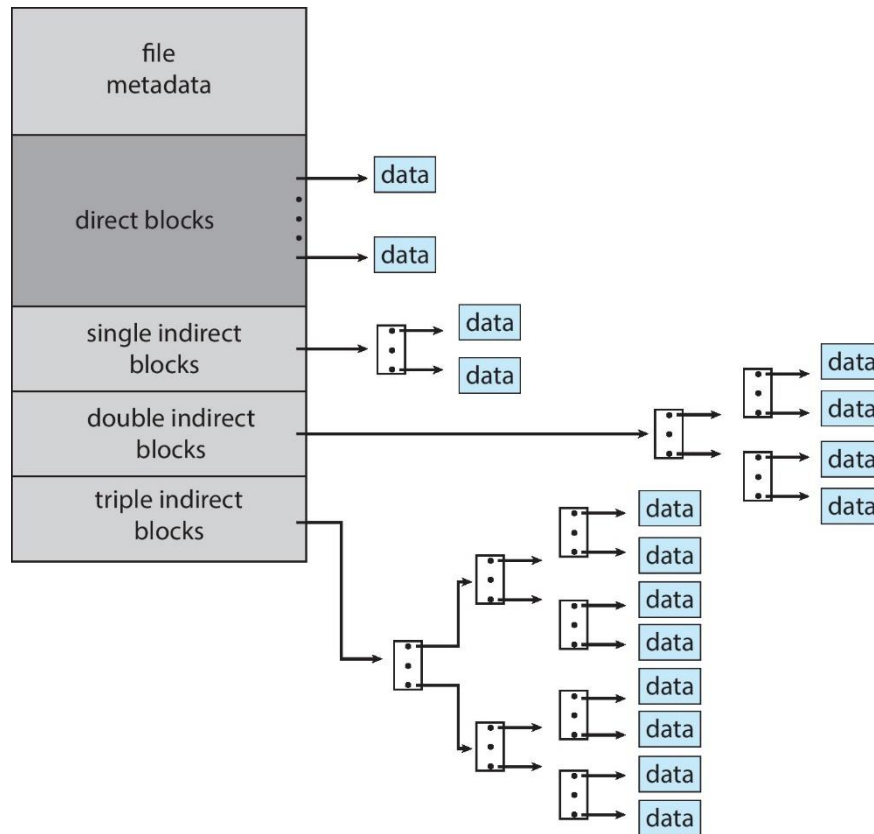 file
metadata
data
direct blocks
data
single indirect
blocks
data
data
double indirect
blocks
data
data
data
data
triple indirect
blocks
data
data
data
data
data
data
data
data